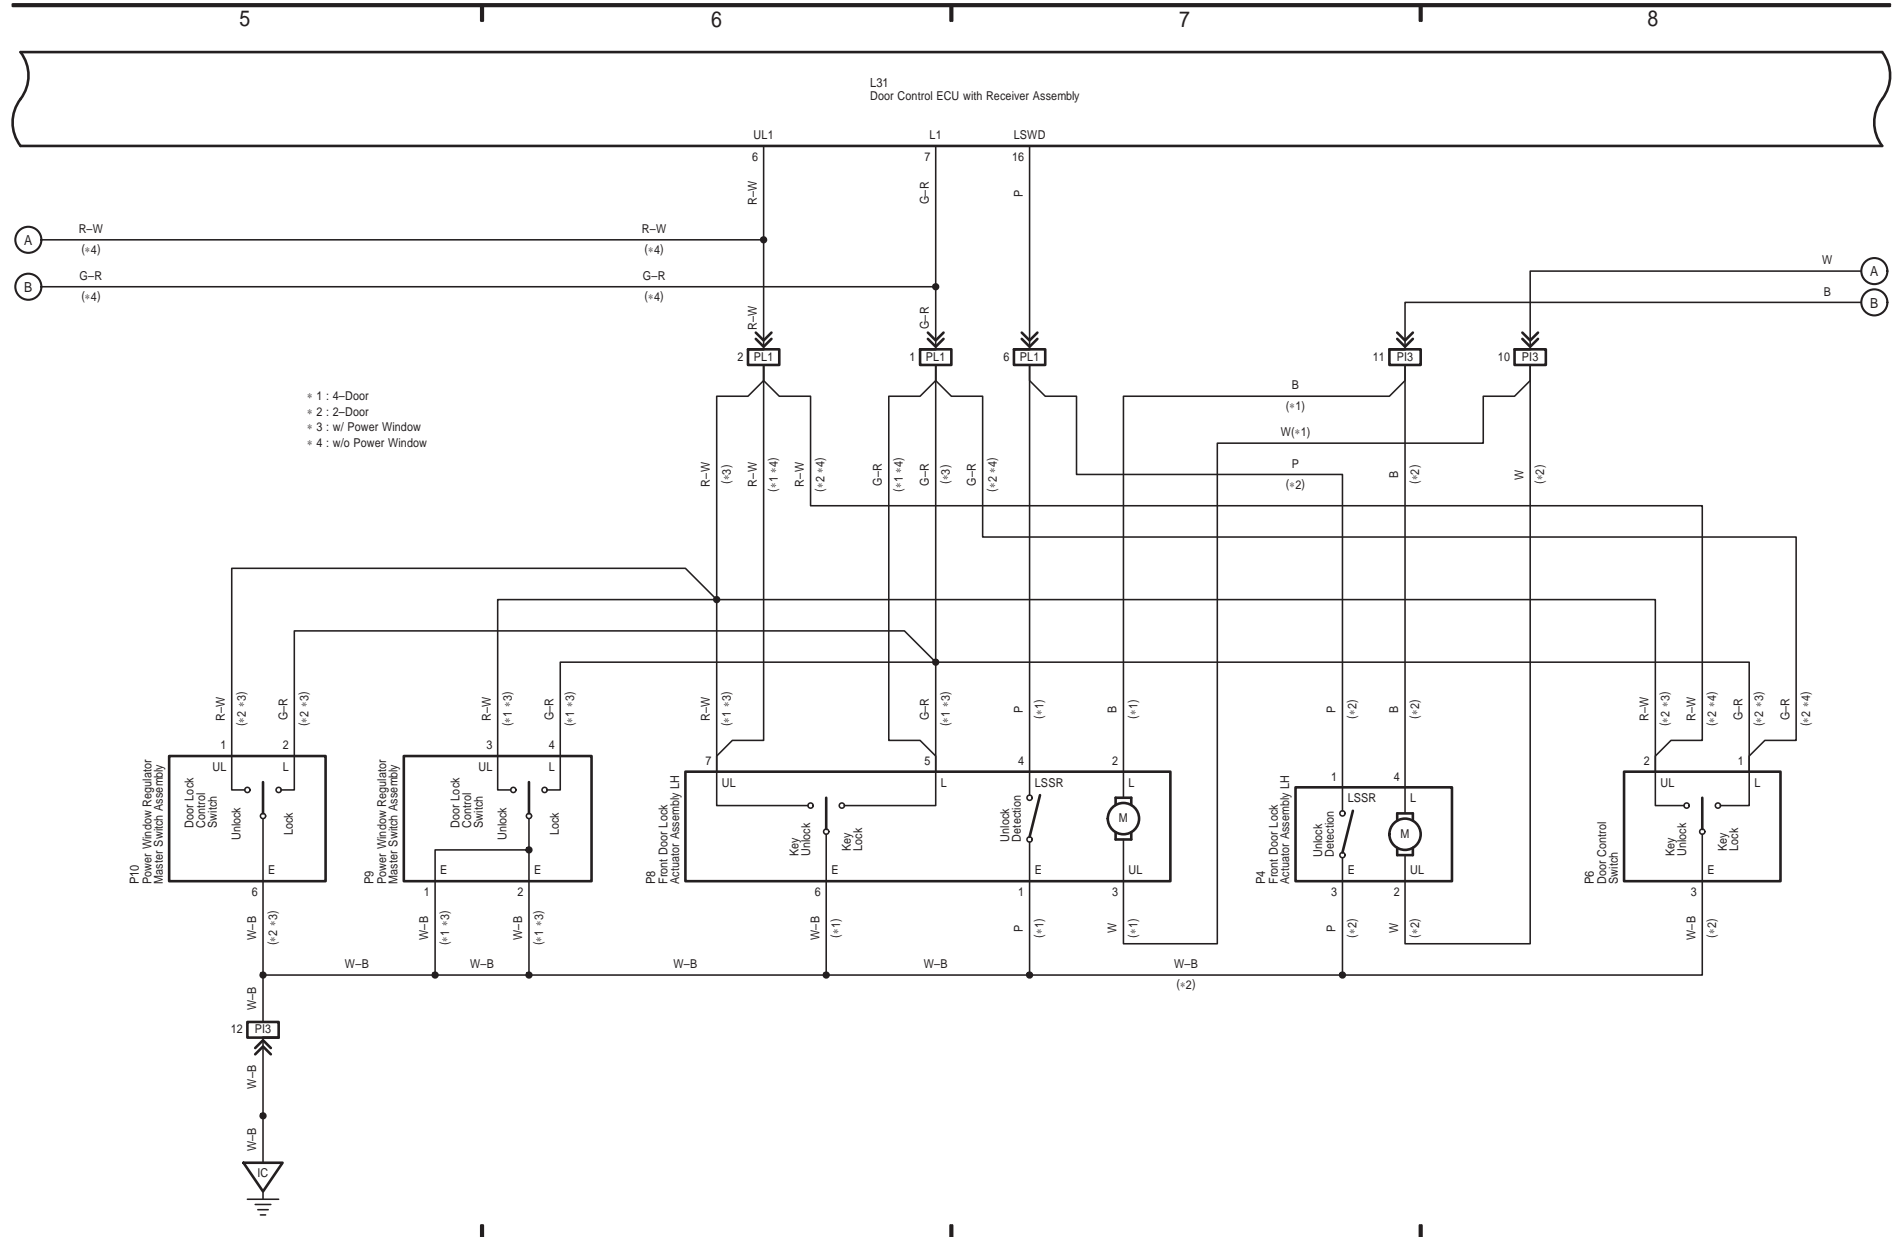 5
6
7
8
L31
Door Control ECU with Receiver Assembly
UL1
L1
LSWD
6
7
16
R–W
G–R
P
A
R–W
(∗4)
R–W
(∗4)
B
G–R
(∗4)
G–R
(∗4)
W
A
B
B
R–W
G–R
2 PL1
1 PL1
6 PL1
11 PI3
10 PI3
∗ 1 : 4–Door
∗ 2 : 2–Door
∗ 3 : w/ Power Window
∗ 4 : w/o Power Window
B
(∗1)
W(∗1)
P
(∗2)
R–W
(∗3)
R–W
(∗1 ∗4)
R–W
(∗2 ∗4)
G–R
(∗1 ∗4)
G–R
(∗3)
G–R
(∗2 ∗4)
B
(∗2)
W
(∗2)
R–W
(∗2 ∗3)
G–R
(∗2 ∗3)
R–W
(∗1 ∗3)
G–R
(∗1 ∗3)
R–W
(∗1 ∗3)
G–R
(∗1 ∗3)
P
(∗1)
B
(∗1)
P
(∗2)
B
(∗2)
R–W
(∗2 ∗3)
R–W
(∗2 ∗4)
G–R
(∗2 ∗3)
G–R
(∗2 ∗4)
P10
Power Window Regulator
Master Switch Assembly
1
2
UL
L
Door Lock
Control
Switch
Unlock
Lock
E
6
P9
Power Window Regulator
Master Switch Assembly
3
4
UL
L
Door Lock
Control
Switch
Unlock
Lock
E
E
1
2
P8
Front Door Lock
Actuator Assembly LH
7
5
4
2
UL
L
LSSR
L
Key
Unlock
Key
Lock
Unlock
Detection
M
E
E
UL
6
1
3
P4
Front Door Lock
Actuator Assembly LH
1
4
LSSR
L
Unlock
Detection
M
E
UL
3
2
P6
Door Control
Switch
2
1
UL
L
Key
Unlock
Key
Lock
E
3
W–B
(∗2 ∗3)
W–B
(∗1 ∗3)
W–B
(∗1 ∗3)
W–B
(∗1)
P
(∗1)
W
(∗1)
P
(∗2)
W
(∗2)
W–B
(∗2)
W–B
W–B
W–B
W–B
W–B
(∗2)
W–B
12 PI3
W–B
W–B
IC